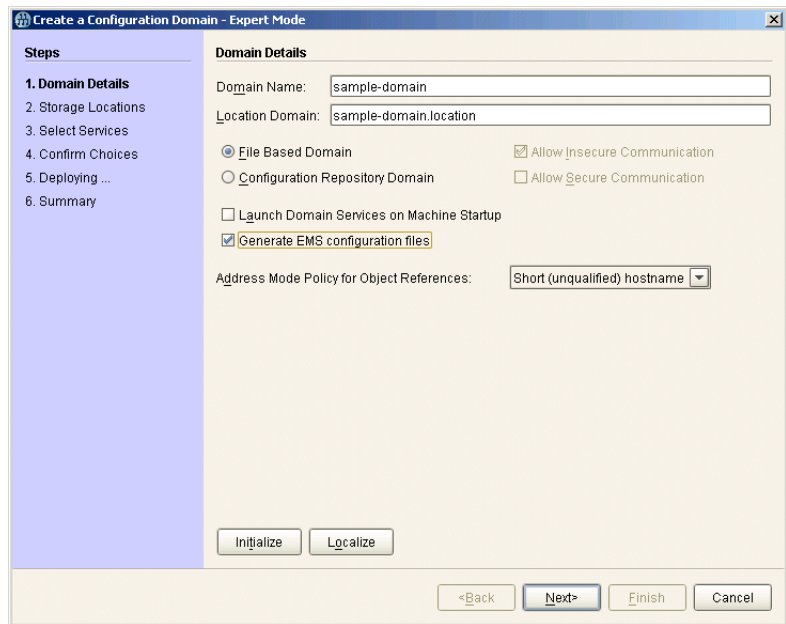 Create a Configuration Domain - Expert Mode
Steps
1. Domain Details
2. Storage Locations
3. Select Services
4. Confirm Choices
5. Deploying ...
6. Summary
Domain Details
Domain Name: sample-domain
Location Domain: sample-domain.location
File Based Domain
Allow Insecure Communication
Configuration Repository Domain
Allow Secure Communication
Launch Domain Services on Machine Startup
Generate EMS configuration files
Address Mode Policy for Object References: Short (unqualified) hostname
Initialize Localize
<Back Next> Finish Cancel